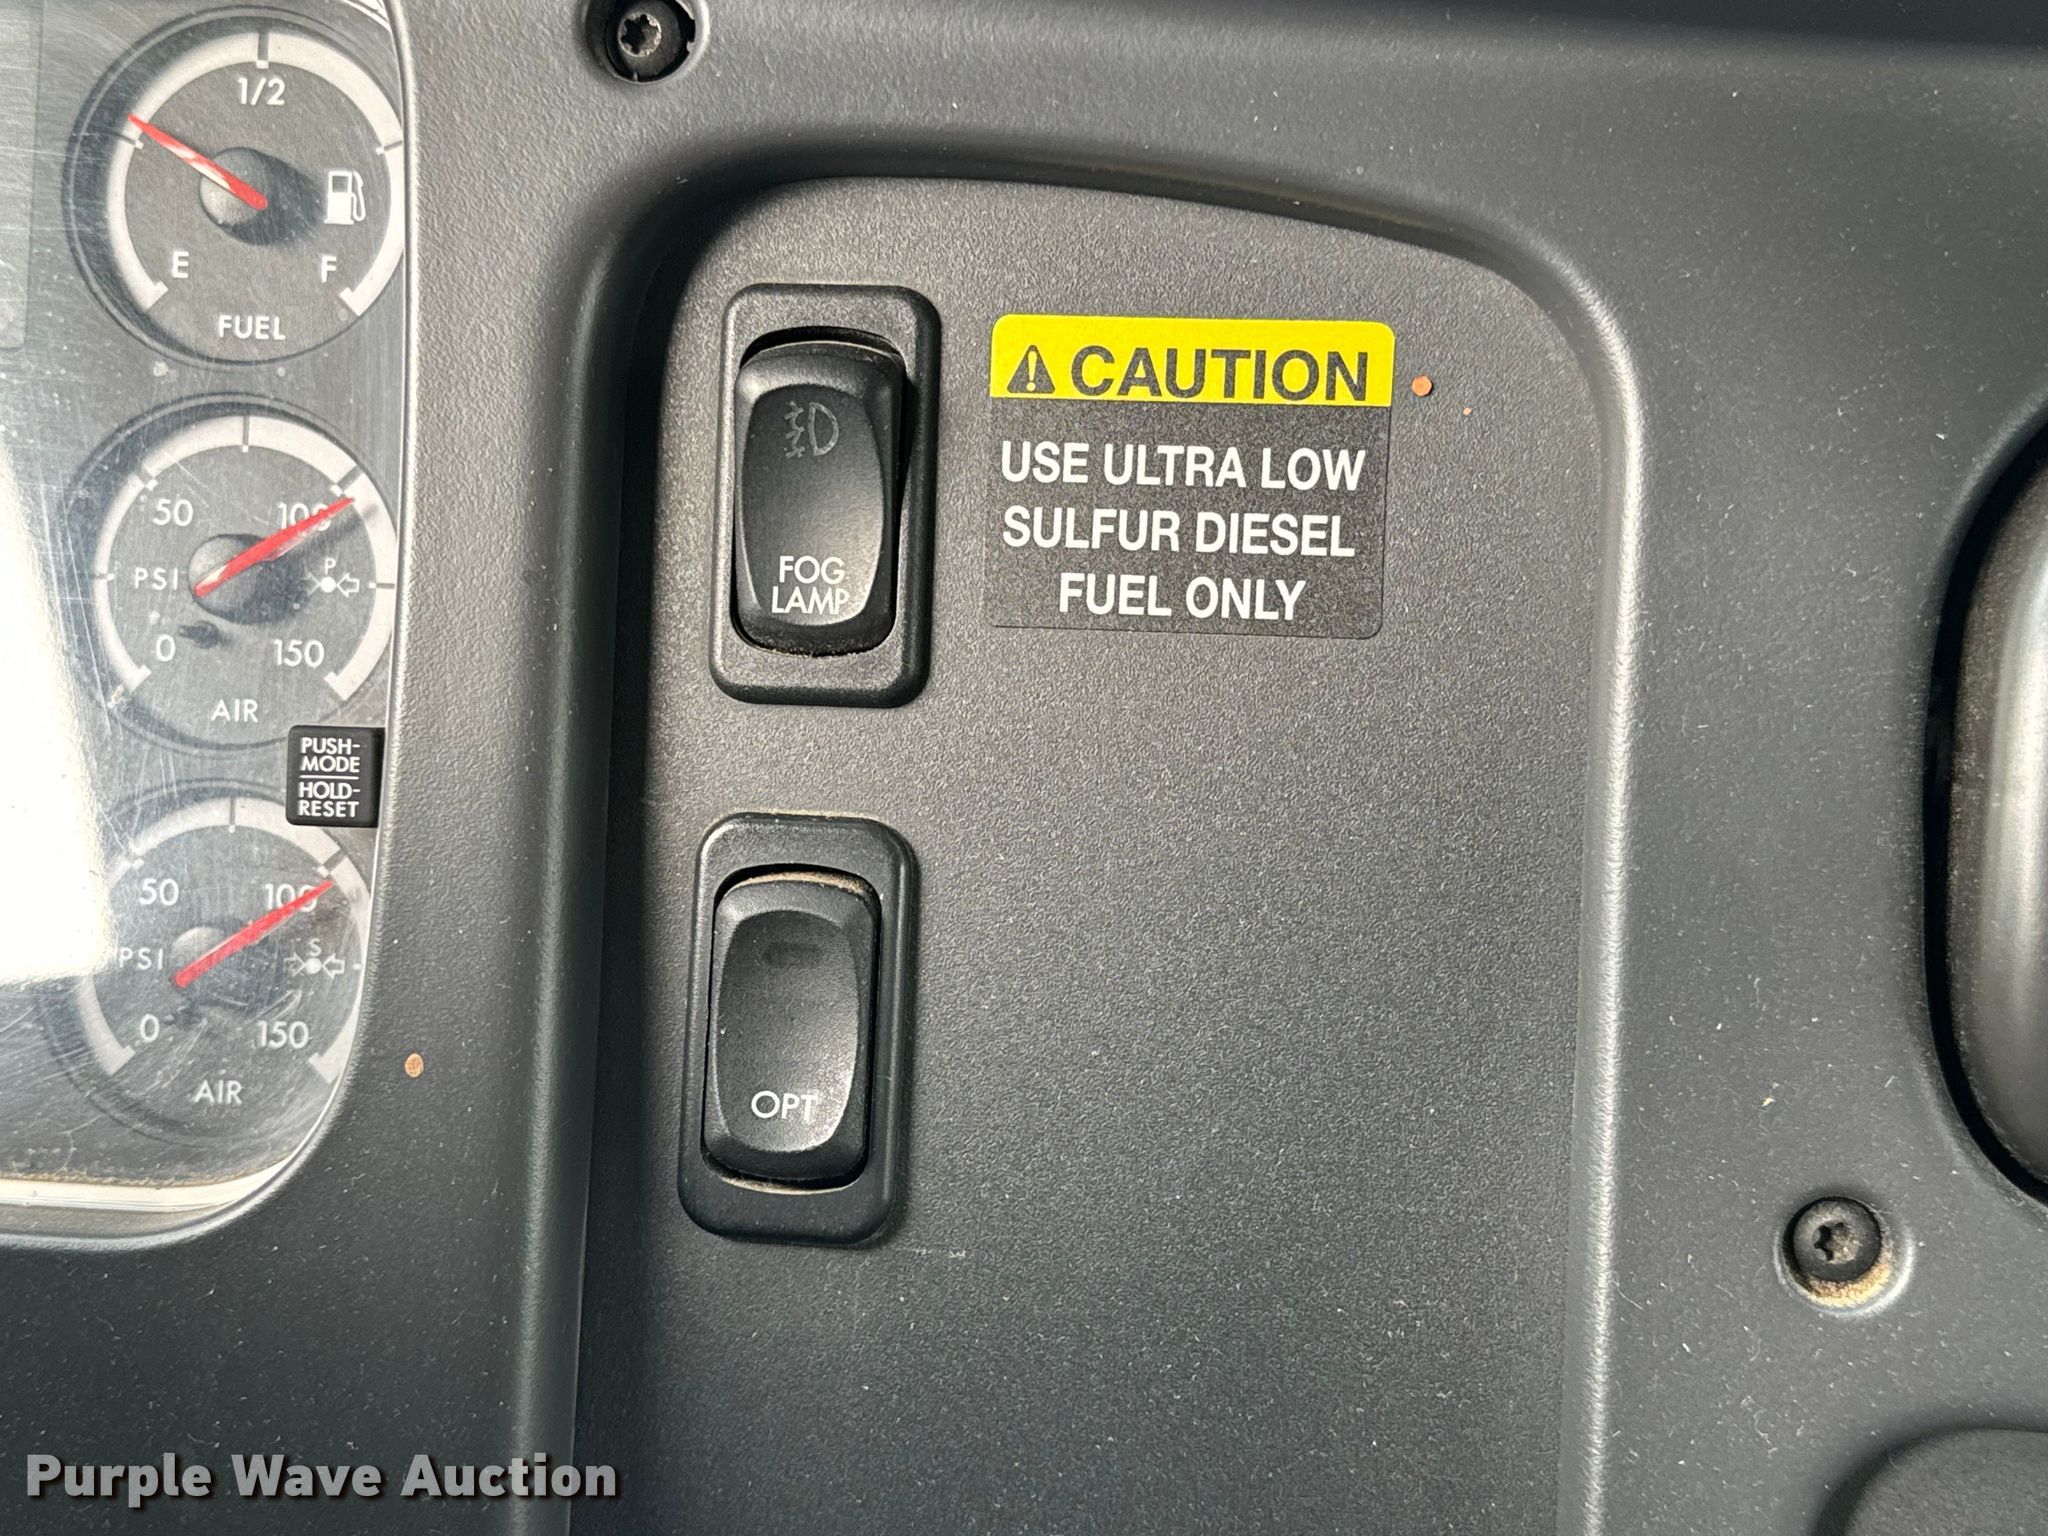 1/2
E
F
FUEL
50
100
PSI
P
0
150
AIR
PUSH-
MODE
HOLD-
RESET
50
100
PSI
S
0
150
AIR
FOG
LAMP
OPT
CAUTION
USE ULTRA LOW
SULFUR DIESEL
FUEL ONLY
Purple Wave Auction